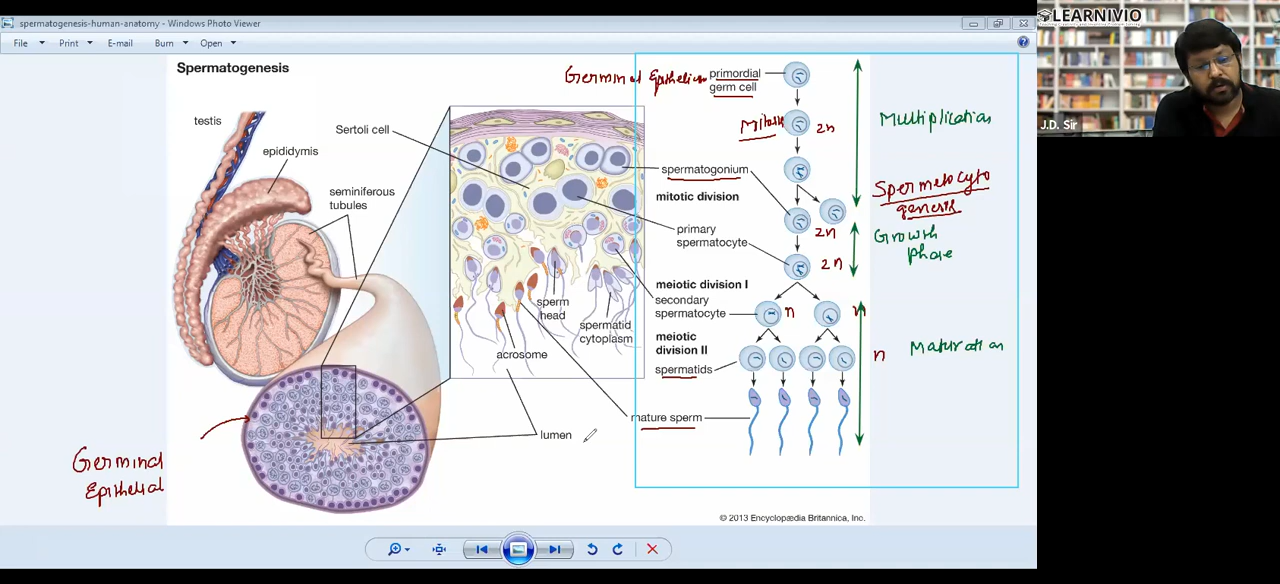 spermatogenesis-human-anatomy - Windows Photo Viewer
File Print E-mail Burn Open
LEARNIVIO
J.D. Sir
Spermatogenesis
testis
epididymis
seminiferous
tubules
Sertoli cell
sperm
head
spermatid
cytoplasm
acrosome
lumen
Germinal
Epithelial
Germinal Epithelium
primordial
germ cell
Mitosis
2n
spermatogonium
mitotic division
2n
primary
spermatocyte
2n
meiotic division I
secondary
spermatocyte
n
n
meiotic
division II
spermatids
n
mature sperm
Multiplication
Spermetocyto
genesis
Growth
Phase
Maturation
© 2013 Encyclopædia Britannica, Inc.